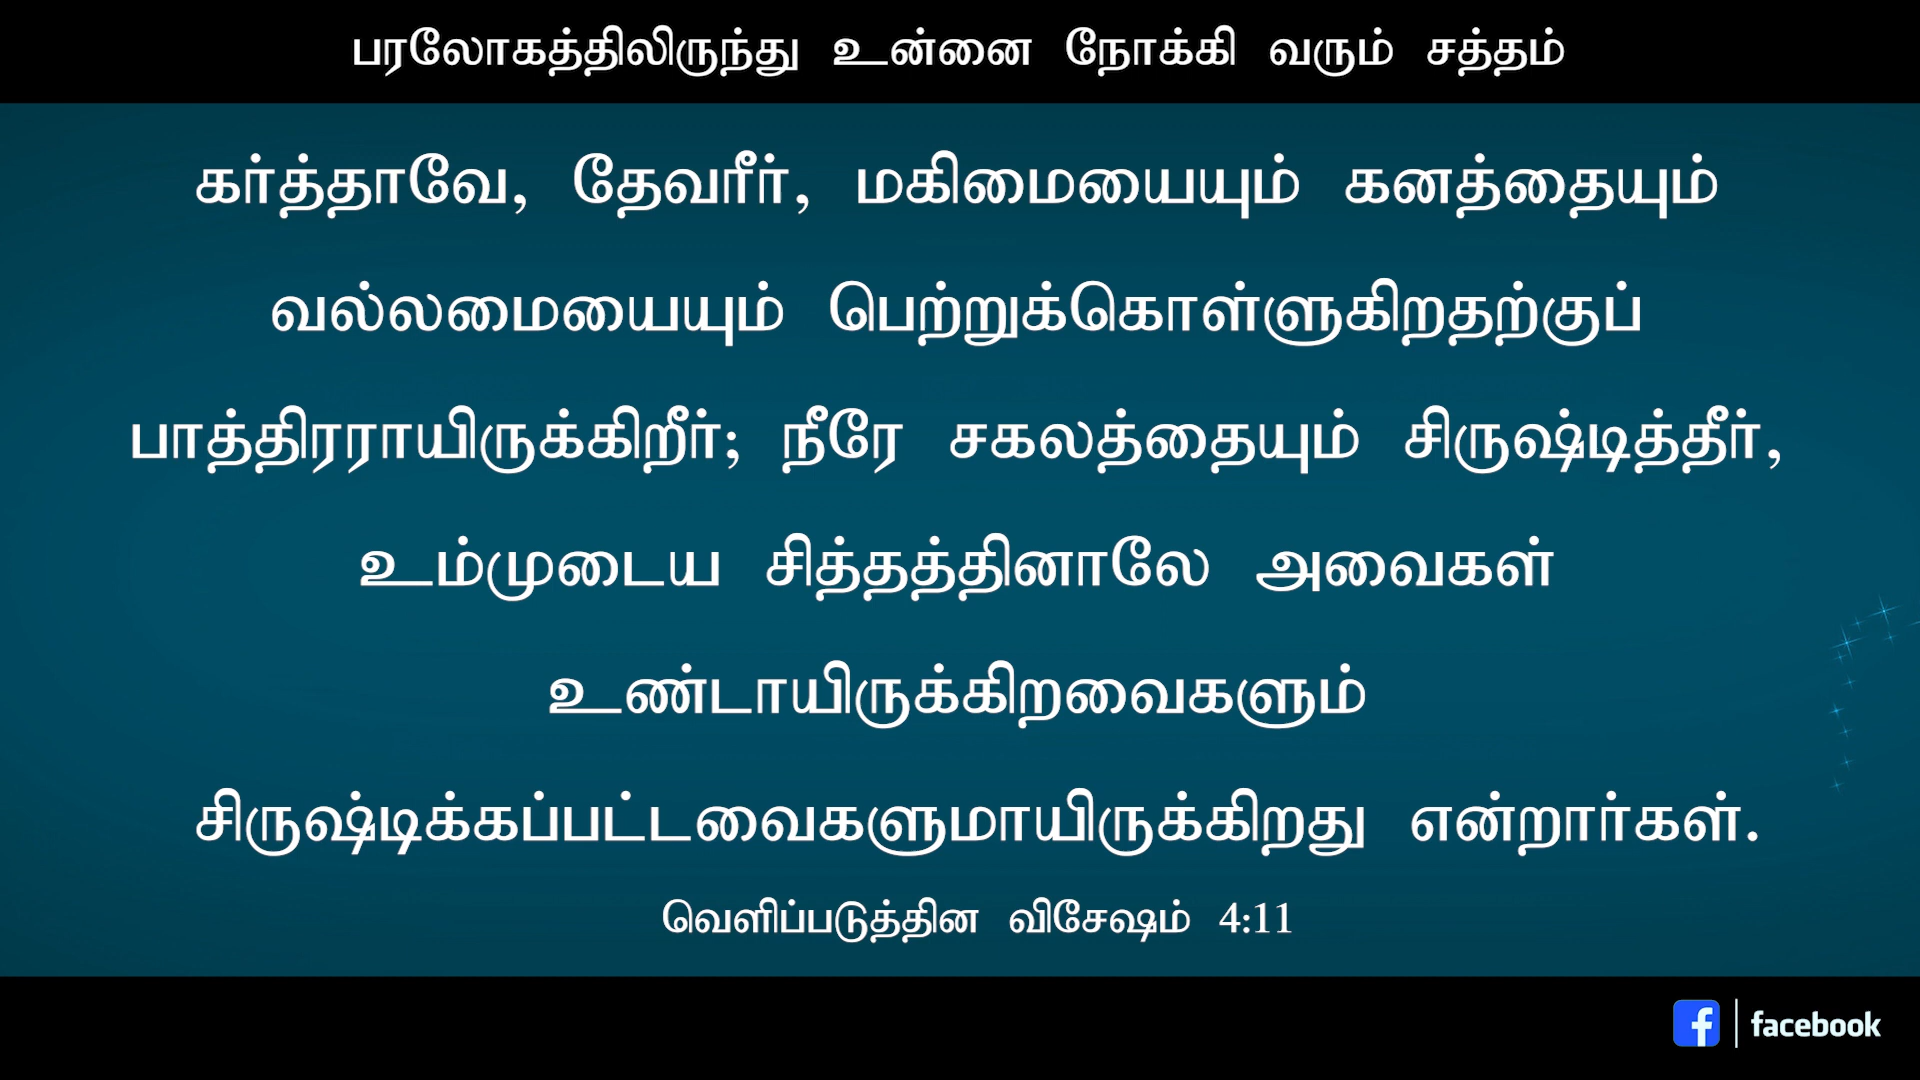 பரலோகத்திலிருந்து உன்னை நோக்கி வரும் சத்தம்
கர்த்தாவே, தேவரீர், மகிமையையும் கனத்தையும்
வல்லமையையும் பெற்றுக்கொள்ளுகிறதற்குப்
பாத்திரராயிருக்கிறீர்; நீரே சகலத்தையும் சிருஷ்டித்தீர்,
உம்முடைய சித்தத்தினாலே அவைகள்
உண்டாயிருக்கிறவைகளும்
சிருஷ்டிக்கப்பட்டவைகளுமாயிருக்கிறது என்றார்கள்.
வெளிப்படுத்தின விசேஷம் 4:11
facebook